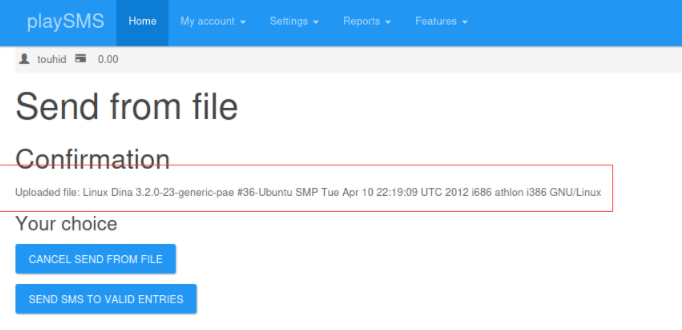 playSMS Home My account Settings Reports Features
touhid 0.00
Send from file
Confirmation
Uploaded file: Linux Dina 3.2.0-23-generic-pae #36-Ubuntu SMP Tue Apr 10 22:19:09 UTC 2012 i686 athlon i386 GNU/Linux
Your choice
CANCEL SEND FROM FILE
SEND SMS TO VALID ENTRIES